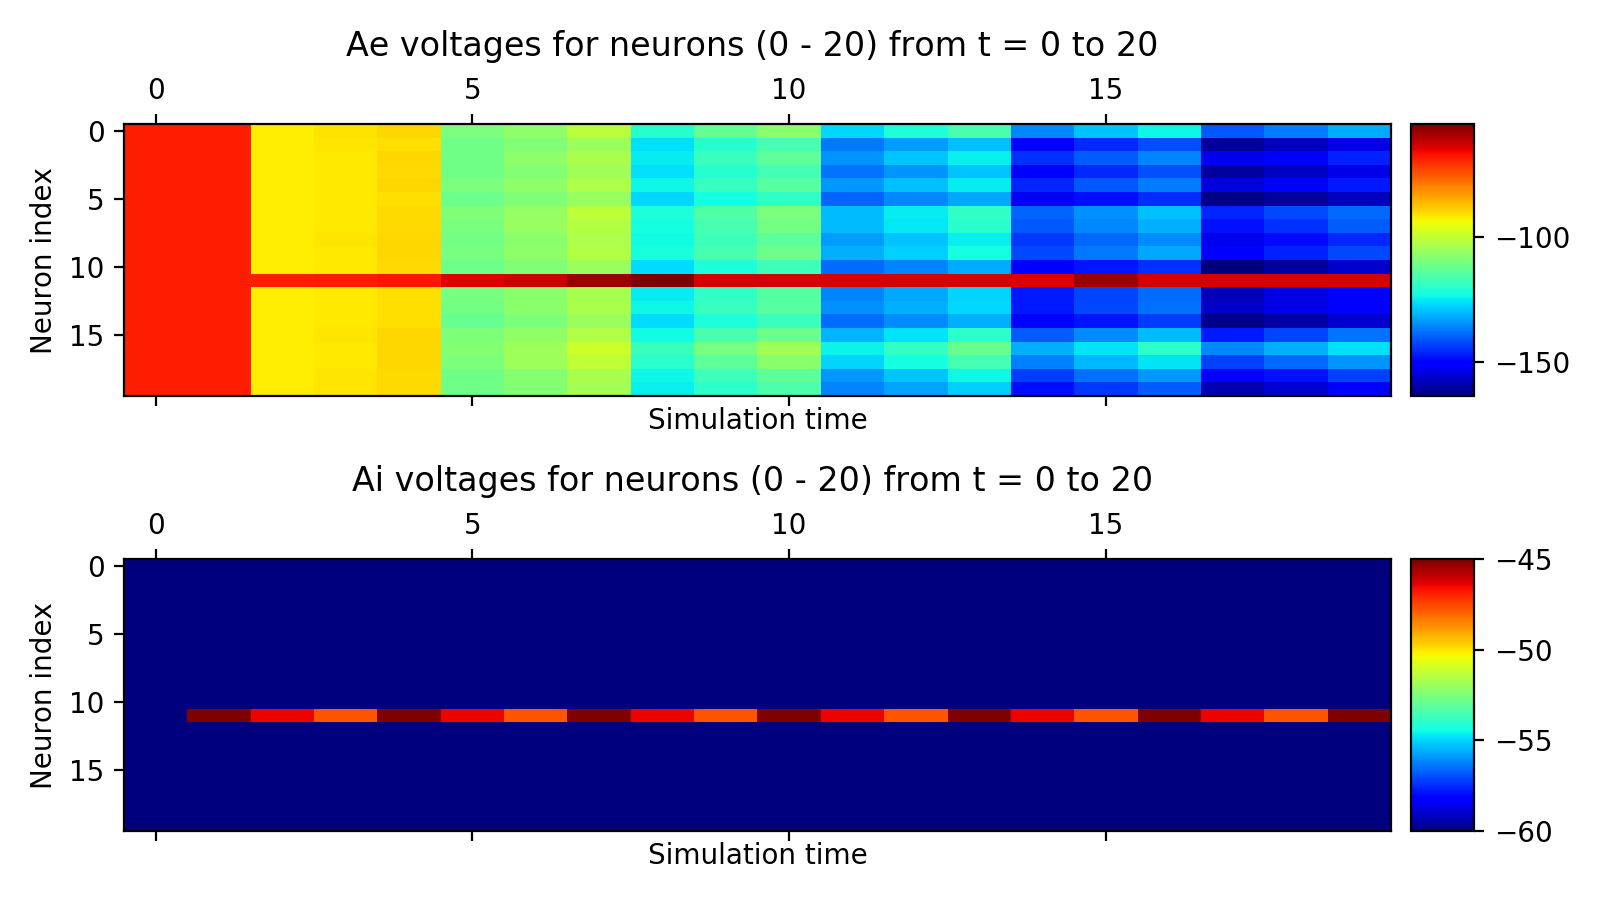 Ae voltages for neurons (0 - 20) from t = 0 to 20
0 5 10 15
Neuron index
0
5
10
15
−100
−150
Simulation time
Ai voltages for neurons (0 - 20) from t = 0 to 20
0 5 10 15
Neuron index
0
5
10
15
−45
−50
−55
−60
Simulation time